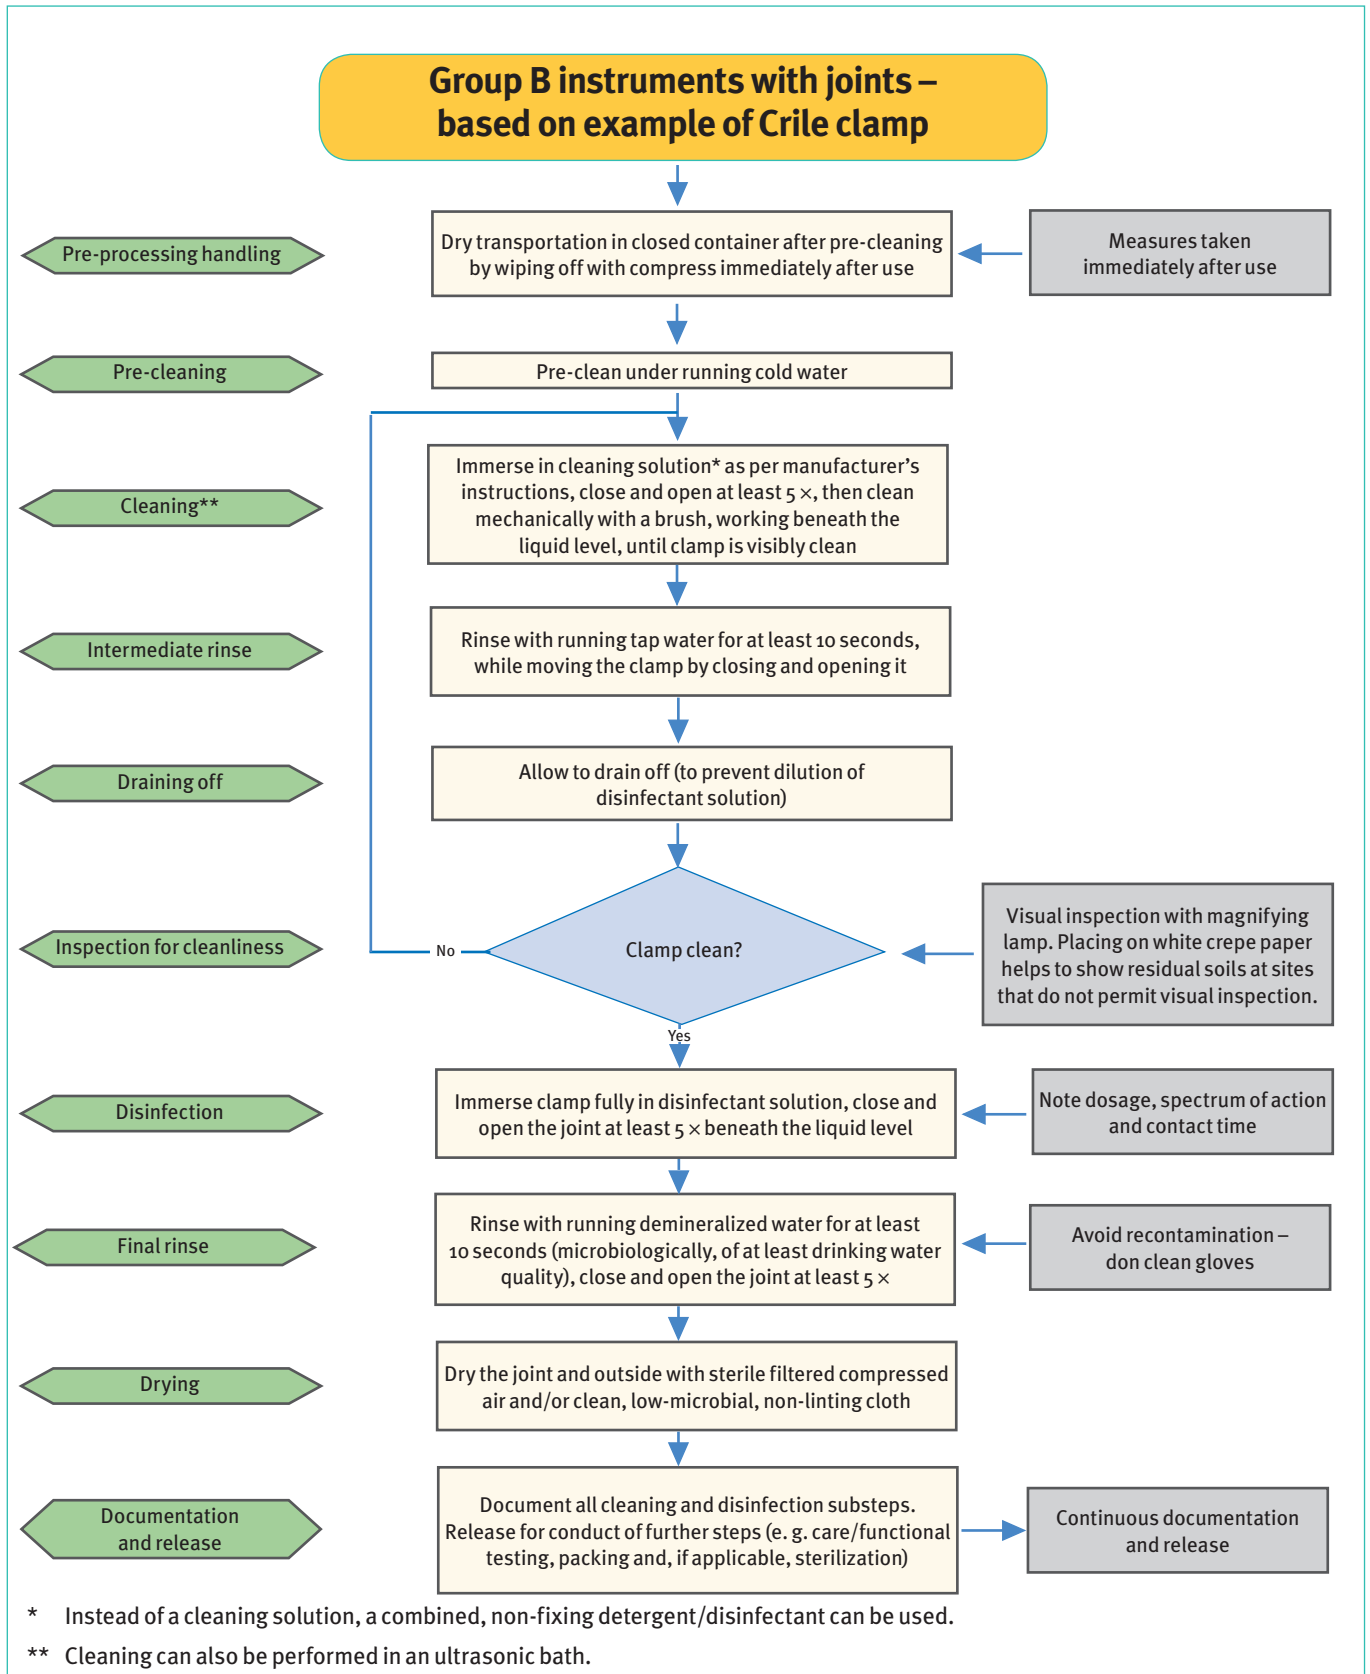 Group B instruments with joints –
based on example of Crile clamp
Pre-processing handling
Dry transportation in closed container after pre-cleaning
by wiping off with compress immediately after use
Measures taken
immediately after use
Pre-cleaning
Pre-clean under running cold water
Cleaning**
Immerse in cleaning solution* as per manufacturer’s
instructions, close and open at least 5 ×, then clean
mechanically with a brush, working beneath the
liquid level, until clamp is visibly clean
Intermediate rinse
Rinse with running tap water for at least 10 seconds,
while moving the clamp by closing and opening it
Draining off
Allow to drain off (to prevent dilution of
disinfectant solution)
Inspection for cleanliness
No
Clamp clean?
Visual inspection with magnifying
lamp. Placing on white crepe paper
helps to show residual soils at sites
that do not permit visual inspection.
Yes
Disinfection
Immerse clamp fully in disinfectant solution, close and
open the joint at least 5 × beneath the liquid level
Note dosage, spectrum of action
and contact time
Final rinse
Rinse with running demineralized water for at least
10 seconds (microbiologically, of at least drinking water
quality), close and open the joint at least 5 ×
Avoid recontamination –
don clean gloves
Drying
Dry the joint and outside with sterile filtered compressed
air and/or clean, low-microbial, non-linting cloth
Documentation
and release
Document all cleaning and disinfection substeps.
Release for conduct of further steps (e. g. care/functional
testing, packing and, if applicable, sterilization)
Continuous documentation
and release
* Instead of a cleaning solution, a combined, non-fixing detergent/disinfectant can be used.
** Cleaning can also be performed in an ultrasonic bath.